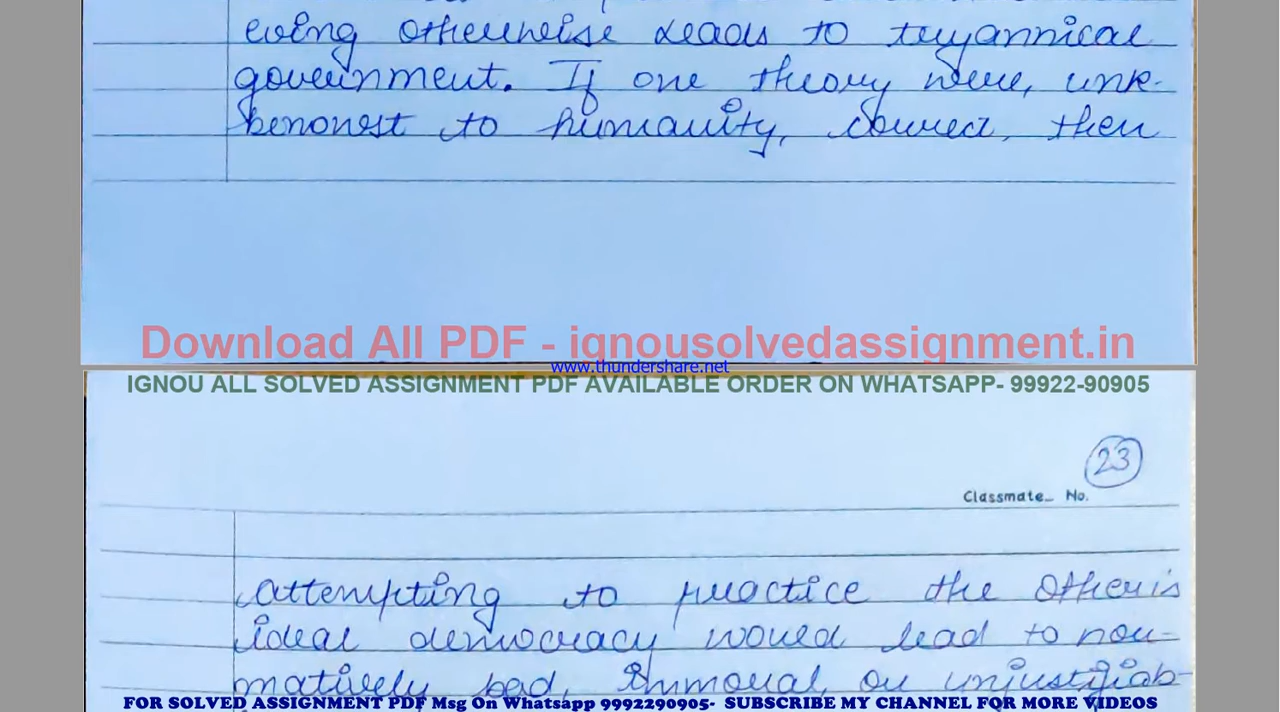 eving otherwise leads to tryannical
government. If one theory were, unk-
benonest to humanity, correct, then
Download All PDF - ignousolvedassignment.in
www.thundershare.net
IGNOU ALL SOLVED ASSIGNMENT PDF AVAILABLE ORDER ON WHATSAPP- 99922-90905
23
Classmate No.
attempting to practice the other's
ideal democracy would lead to nor-
matively bad, immoral, or unjustifiab-
FOR SOLVED ASSIGNMENT PDF Msg On Whatsapp 9992290905- SUBSCRIBE MY CHANNEL FOR MORE VIDEOS